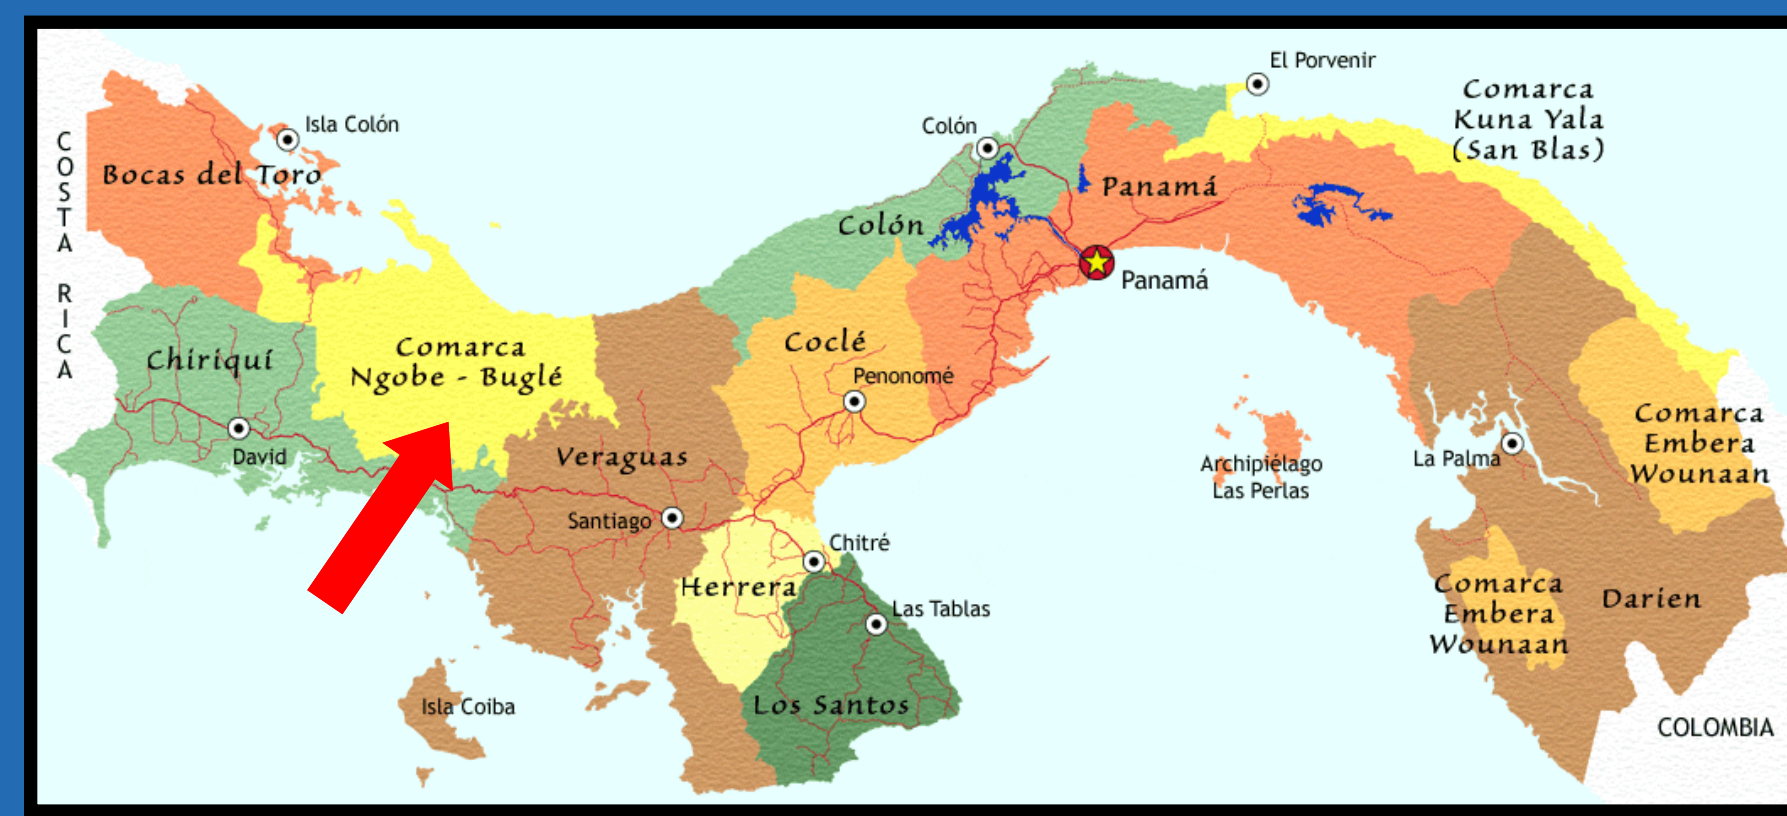 El Porvenir
Comarca
Kuna Yala
(San Blas)
Isla Colón
Colón
COSTA RICA
Bocas del Toro
Panamá
Colón
Panamá
Chiriquí
Comarca
Ngobe - Buglé
Coclé
Penonomé
David
Veraguas
Archipiélago
Las Perlas
La Palma
Comarca
Embera
Wounaan
Santiago
Chitré
Herrera
Las Tablas
Comarca
Embera
Wounaan
Darien
Isla Coiba
Los Santos
COLOMBIA